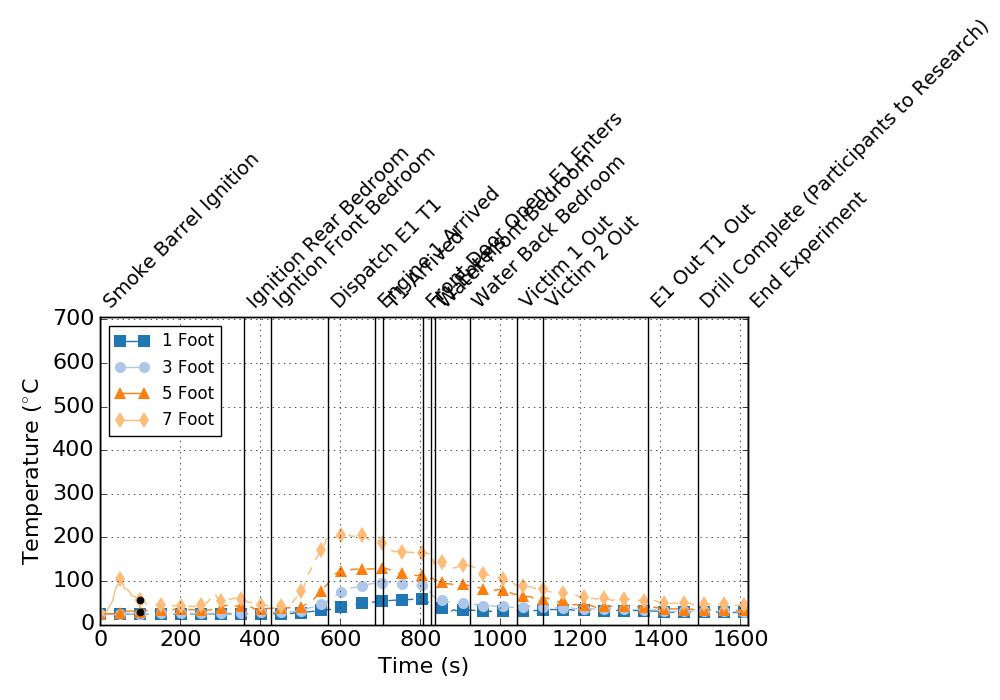 Smoke Barrel Ignition
Ignition Rear Bedroom
Igntion Front Bedroom
Dispatch E1 T1
Engine 1 Arrived
T1 Arrived
Front Door Open, E1 Enters
Water Front Bedroom
Water Back Bedroom
Victim 1 Out
Victim 2 Out
E1 Out T1 Out
Drill Complete (Participants to Research)
End Experiment
700
600
500
400
300
200
100
0
Temperature (°C
1 Foot
3 Foot
5 Foot
7 Foot
0 200 400 600 800 1000 1200 1400 1600
Time (s)